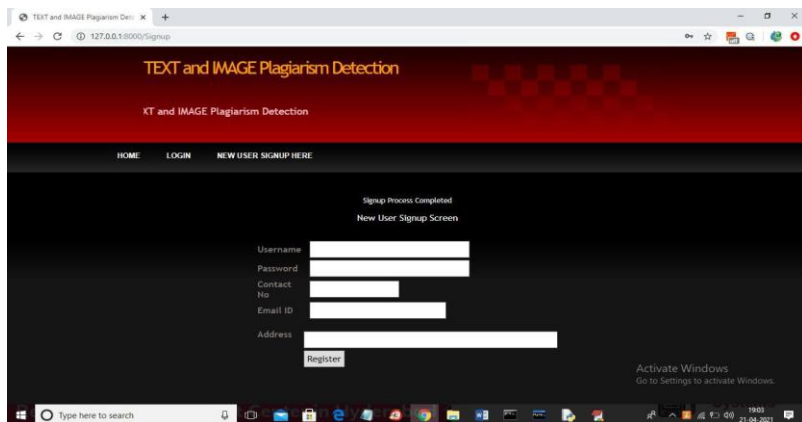 TEXT and IMAGE Plagiarism Det
127.0.0.1:8000/Signup
TEXT and IMAGE Plagiarism Detection
XT and IMAGE Plagiarism Detection
HOME LOGIN NEW USER SIGNUP HERE
Signup Process Completed
New User Signup Screen
Username
Password
Contact
No
Email ID
Address
Register
Activate Windows
Go to Settings to activate Windows.
Type here to search
19:03
21-04-2021